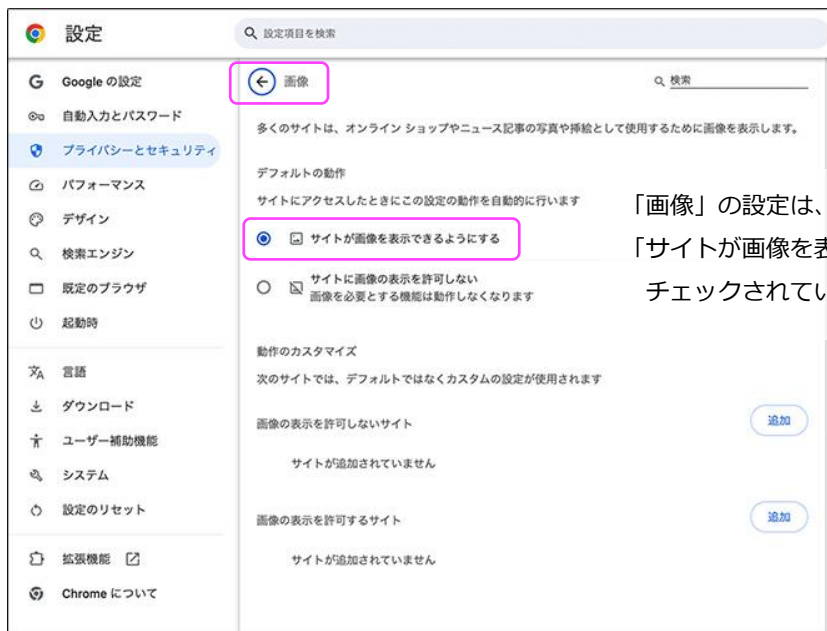 設定
設定項目を検索
Google の設定
自動入力とパスワード
プライバシーとセキュリティ
パフォーマンス
デザイン
検索エンジン
既定のブラウザ
起動時
言語
ダウンロード
ユーザー補助機能
システム
設定のリセット
拡張機能
Chrome について
画像
検索
多くのサイトは、オンライン ショップやニュース記事の写真や挿絵として使用するために画像を表示します。
デフォルトの動作
サイトにアクセスしたときにこの設定の動作を自動的に行います
サイトが画像を表示できるようにする
サイトに画像の表示を許可しない
画像を必要とする機能は動作しなくなります
動作のカスタマイズ
次のサイトでは、デフォルトではなくカスタムの設定が使用されます
画像の表示を許可しないサイト
追加
サイトが追加されていません
画像の表示を許可するサイト
追加
サイトが追加されていません
「画像」の設定は、
「サイトが画像を表
チェックされてい